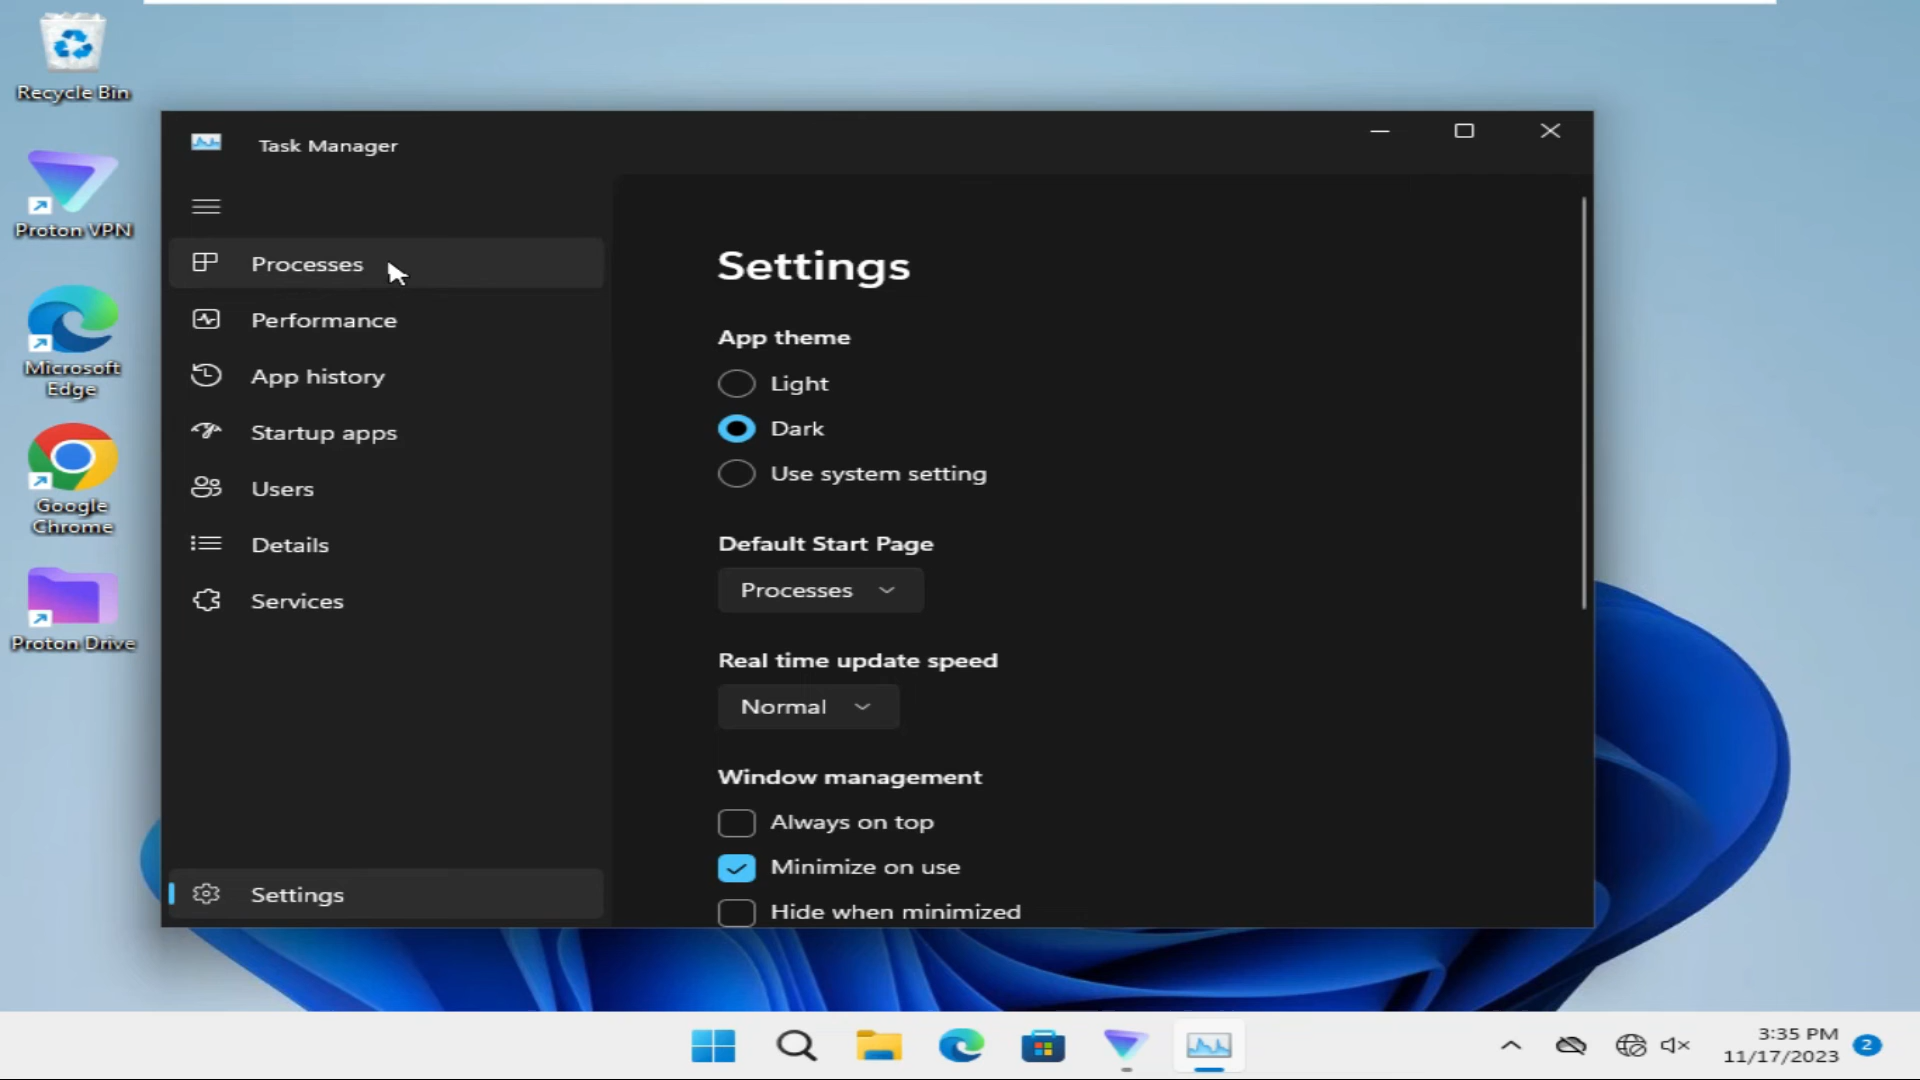 Recycle Bin
Proton VPN
Microsoft
Edge
Google
Chrome
Proton Drive
Task Manager
Processes
Performance
App history
Startup apps
Users
Details
Services
Settings
Settings
App theme
Light
Dark
Use system setting
Default Start Page
Processes
Real time update speed
Normal
Window management
Always on top
Minimize on use
Hide when minimized
3:35 PM
11/17/2023
2